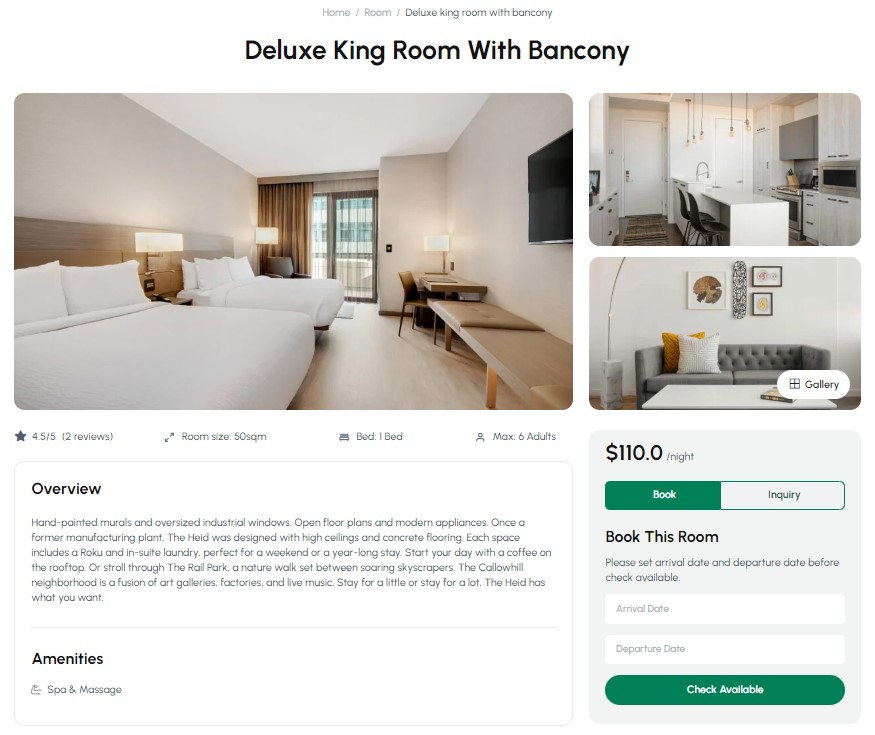 Home / Room / Deluxe king room with bancony
Deluxe King Room With Bancony
Gallery
4.5/5 (2 reviews)
Room size: 50sqm
Bed: 1 Bed
Max: 6 Adults
Overview
Hand-painted murals and oversized industrial windows. Open floor plans and modern appliances. Once a
former manufacturing plant, The Heid was designed with high ceilings and concrete flooring. Each space
includes a Roku and in-suite laundry, perfect for a weekend or a year-long stay. Start your day with a coffee on
the rooftop. Or stroll through The Rail Park, a nature walk set between soaring skyscrapers. The Callowhill
neighborhood is a fusion of art galleries, factories, and live music. Stay for a little or stay for a lot, The Heid has
what you want.
Amenities
Spa & Massage
$110.0 /night
Book
Inquiry
Book This Room
Please set arrival date and departure date before
check available.
Arrival Date
Departure Date
Check Available